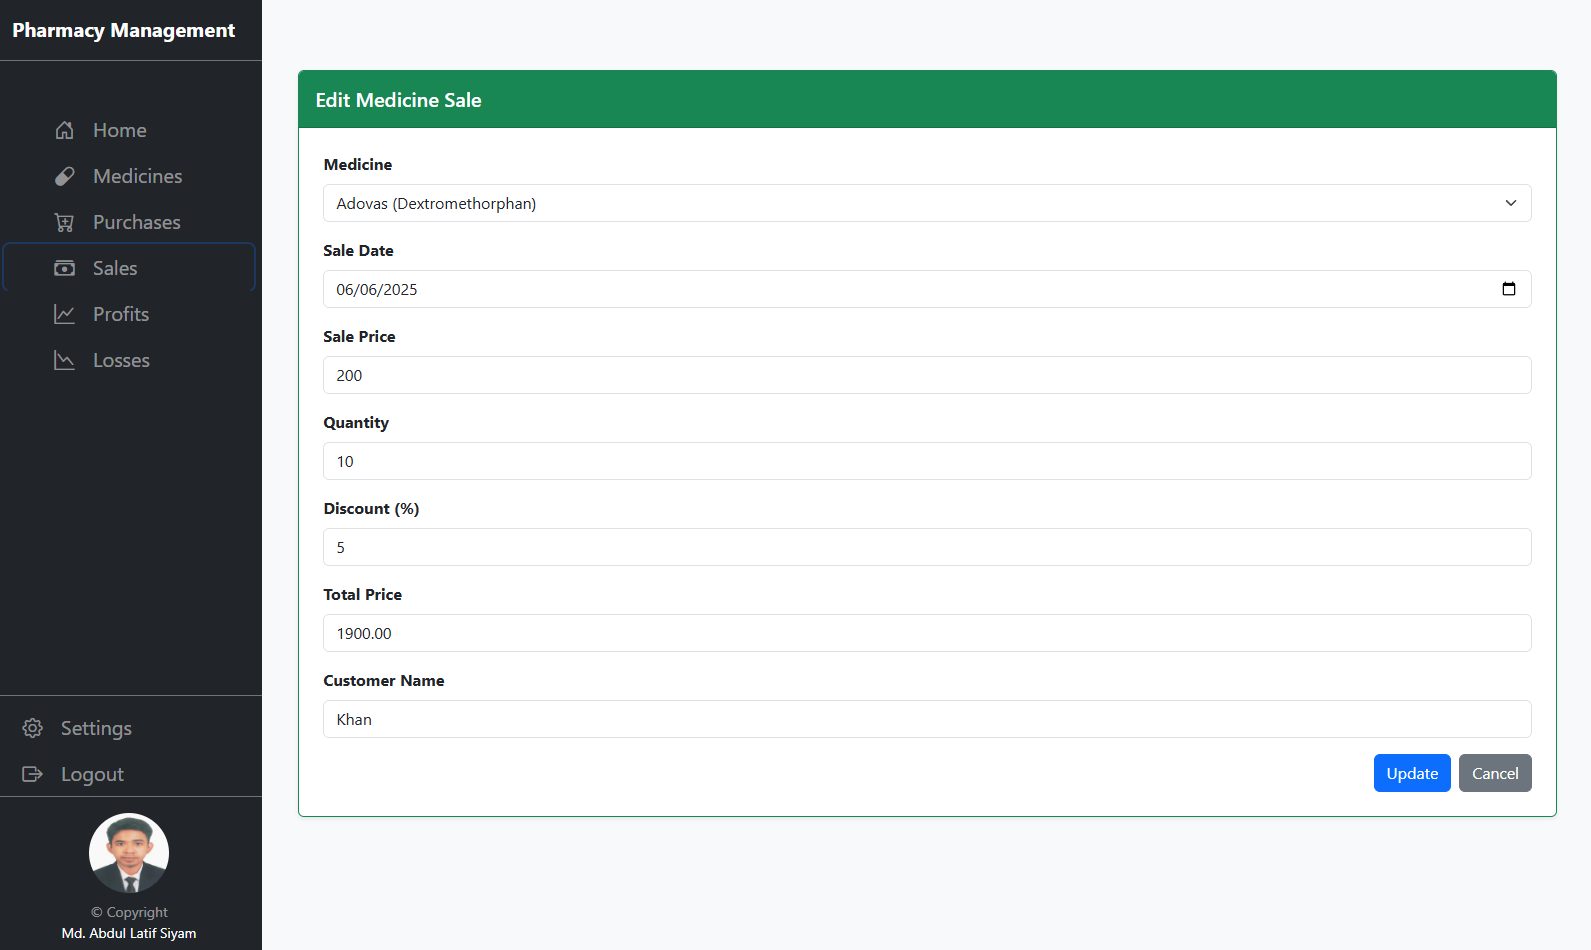 Pharmacy Management
Home
Medicines
Purchases
Sales
Profits
Losses
Settings
Logout
© Copyright
Md. Abdul Latif Siyam
Edit Medicine Sale
Medicine
Adovas (Dextromethorphan)
Sale Date
06/06/2025
Sale Price
200
Quantity
10
Discount (%)
5
Total Price
1900.00
Customer Name
Khan
Update Cancel